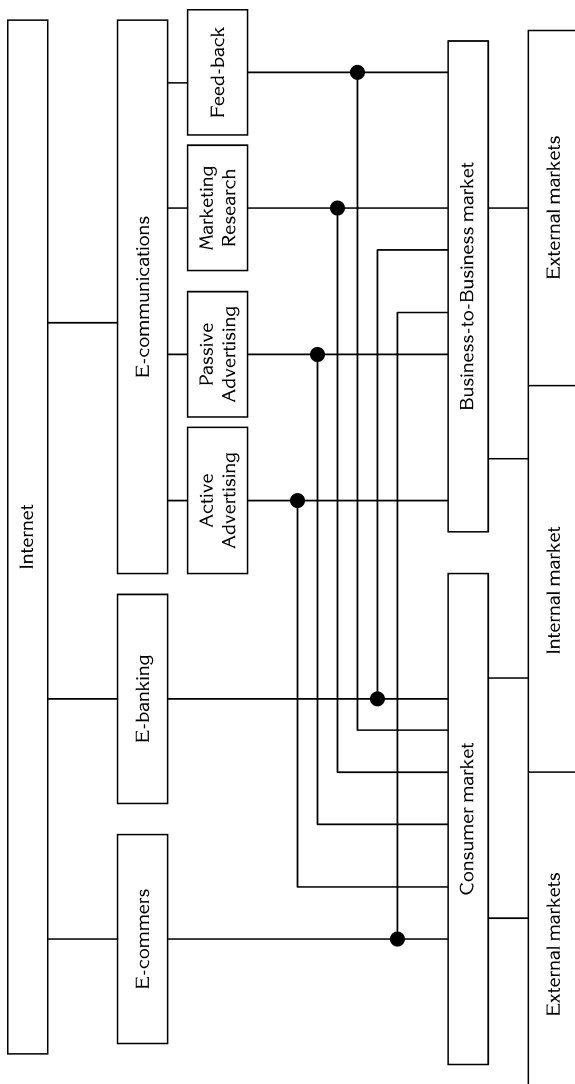 Internet
E-commers
E-banking
E-communications
Active
Advertising
Passive
Advertising
Marketing
Research
Feed-back
Consumer market
Business-to-Business market
External markets
Internal market
External markets